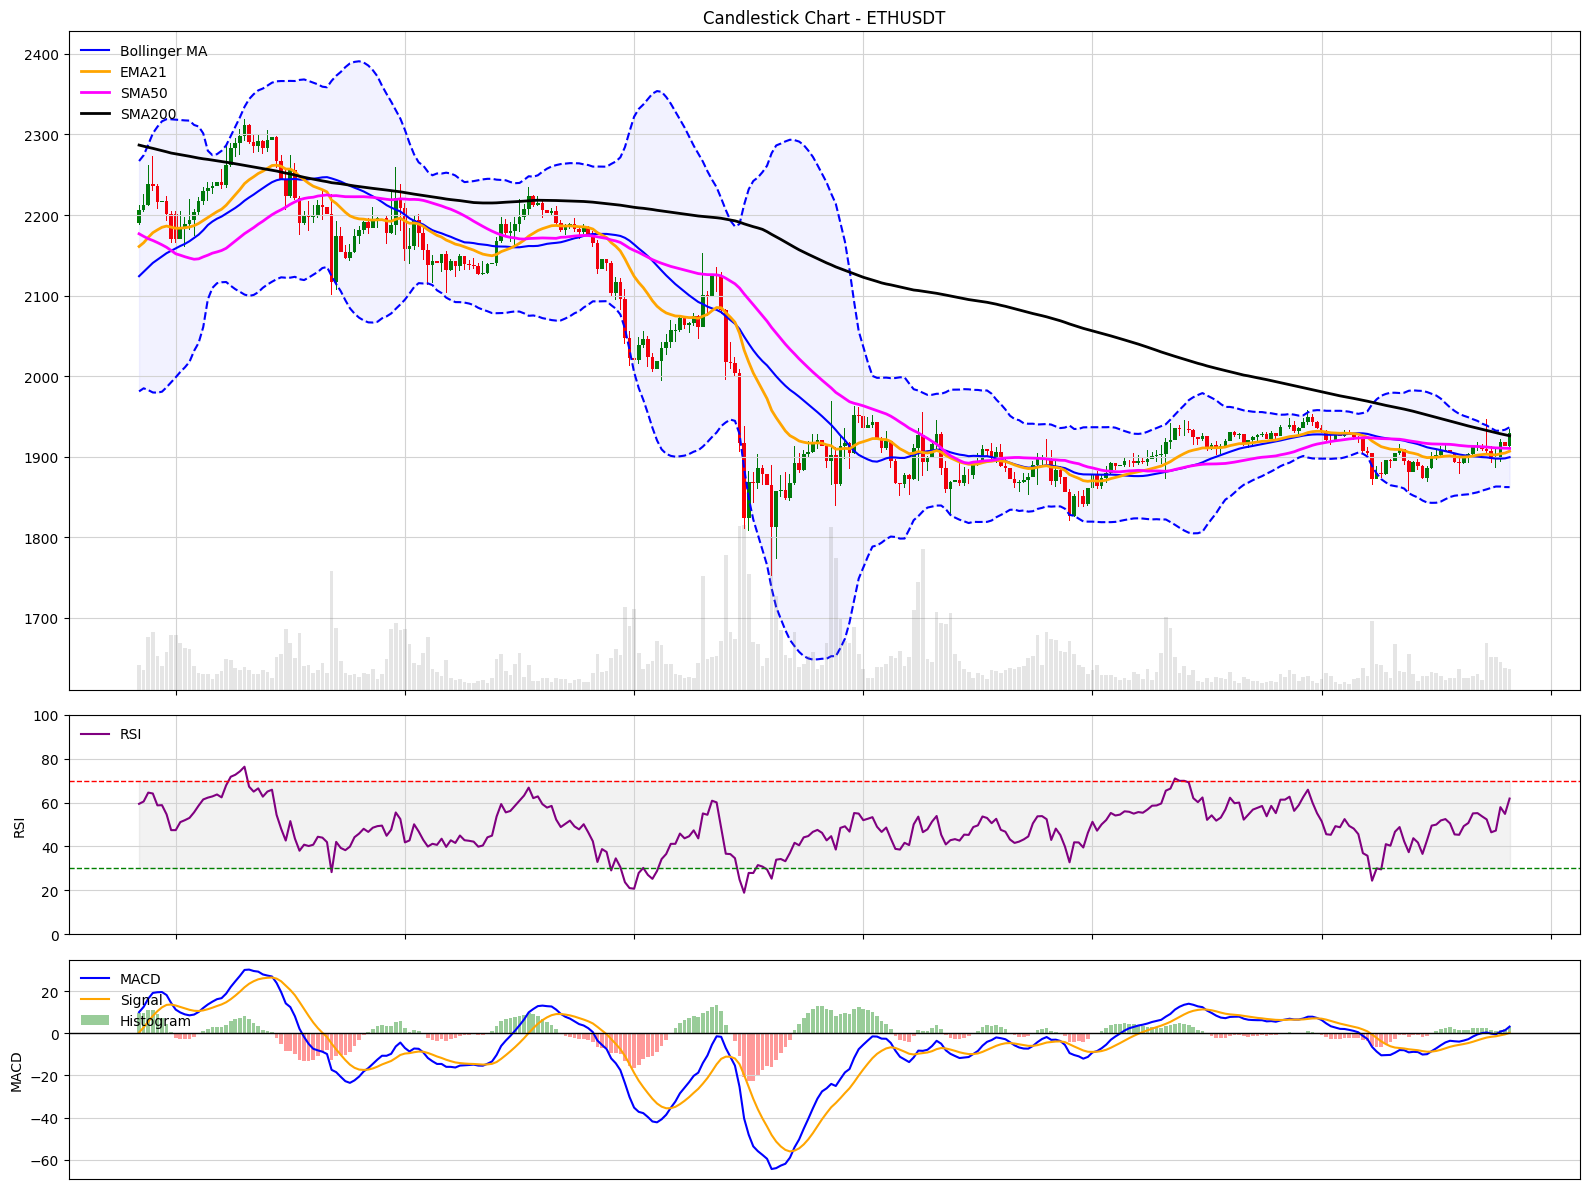 Candlestick Chart - ETHUSDT
Bollinger MA
EMA21
SMA50
SMA200
2400
2300
2200
2100
2000
1900
1800
1700
RSI
100
80
60
40
20
0
RSI
MACD
Signal
Histogram
20
0
−20
−40
−60
MACD